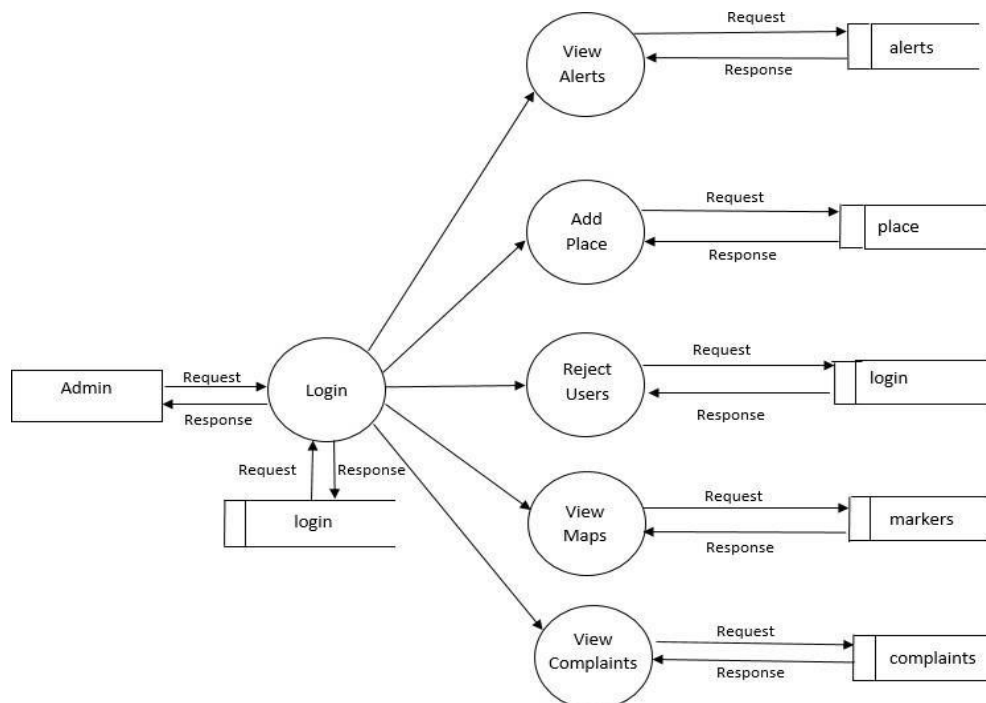 Request
View
Alerts
alerts
Response
Request
Add
Place
place
Response
Request
Reject
Users
login
Response
Admin
Request
Response
Login
Request
Response
login
Request
View
Maps
markers
Response
Request
View
Complaints
complaints
Response